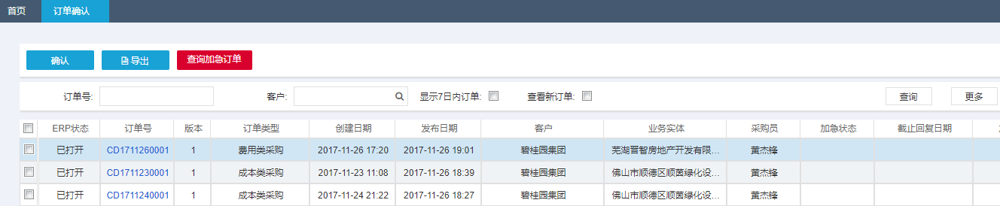 首页 订单确认
确认 导出 查询加急订单
订单号: 客户: 显示7日内订单: 查看新订单: 查询 更多
ERP状态 订单号 版本 订单类型 创建日期 发布日期 客户 业务实体 采购员 加急状态 截止回复日期
已打开 CD1711260001 1 费用类采购 2017-11-26 17:20 2017-11-26 19:01 碧桂园集团 芜湖晋智房地产开发有限... 黄杰锋
已打开 CD1711230001 1 成本类采购 2017-11-23 11:08 2017-11-26 18:39 碧桂园集团 佛山市顺德区顺茵绿化设... 黄杰锋
已打开 CD1711240001 1 成本类采购 2017-11-24 21:22 2017-11-26 18:27 碧桂园集团 佛山市顺德区顺茵绿化设... 黄杰锋